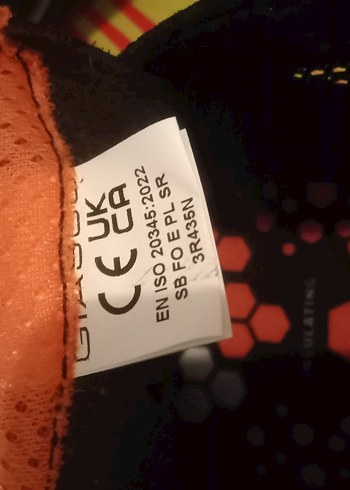 UK
CA
CE
EN ISO 20345:2022
SB FO E PL SR
3R435N